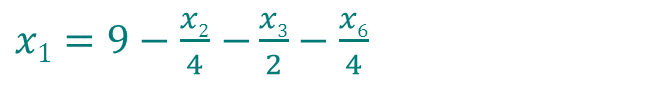 x₁ = 9 − x₂/4 − x₃/2 − x₆/4